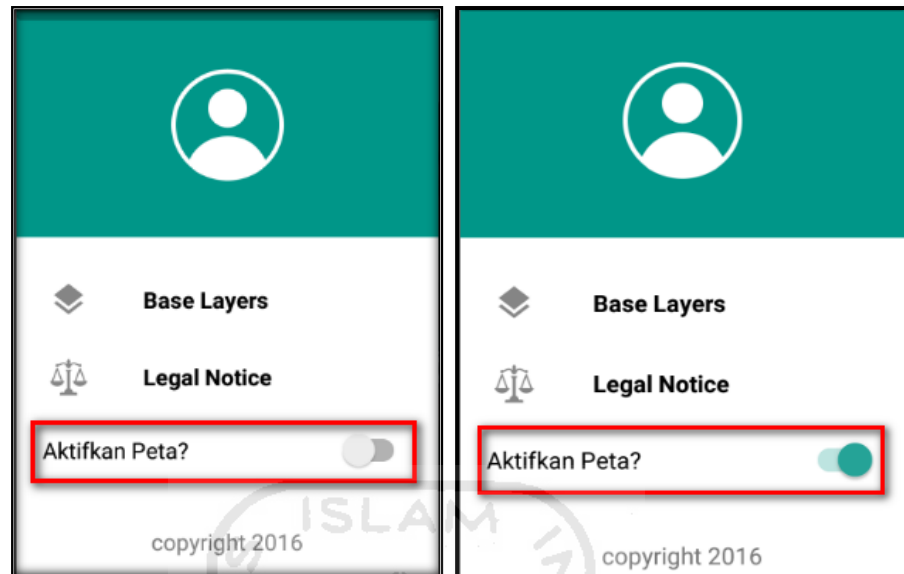 Base Layers
Legal Notice
Aktifkan Peta?
copyright 2016
Base Layers
Legal Notice
Aktifkan Peta?
copyright 2016
ISLAM